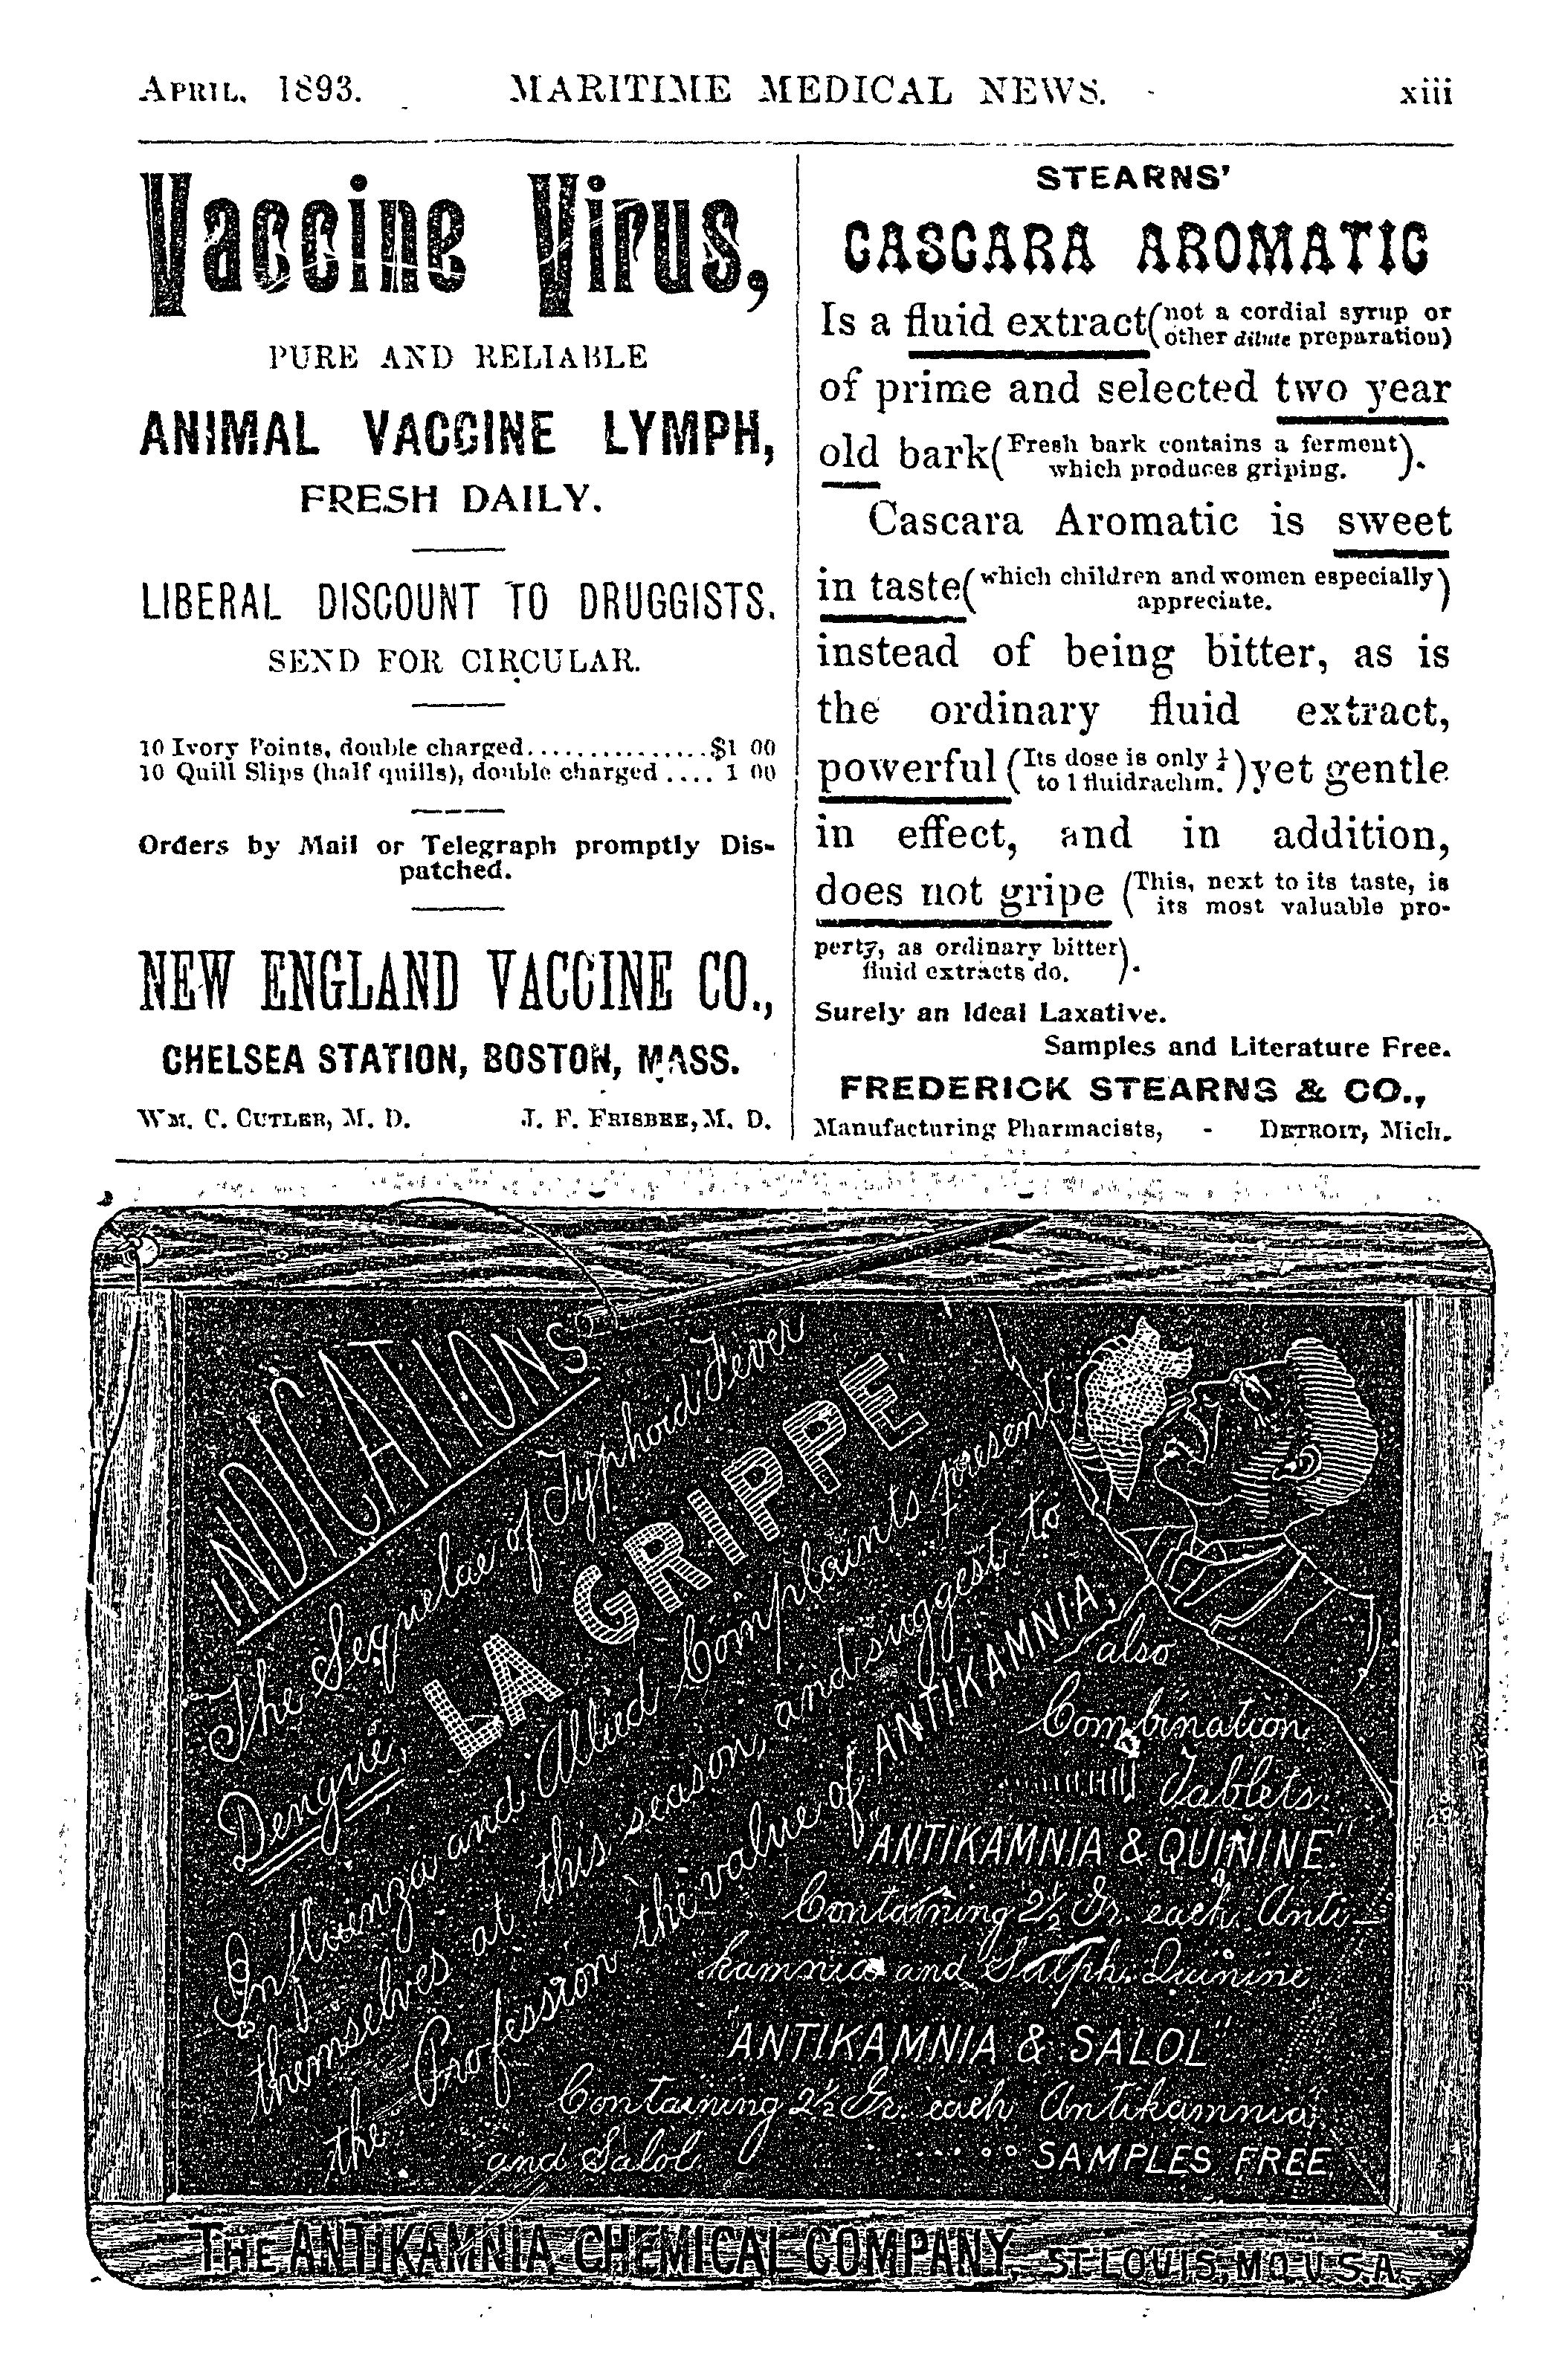 APRIL, 1893. MARITIME MEDICAL NEWS. xiii
Vaccine Virus,
PURE AND RELIABLE
ANIMAL VACCINE LYMPH,
FRESH DAILY.
LIBERAL DISCOUNT TO DRUGGISTS.
SEND FOR CIRCULAR.
10 Ivory Points, double charged...............$1 00
10 Quill Slips (half quills), double charged .... 1 00
Orders by Mail or Telegraph promptly Dis-
patched.
NEW ENGLAND VACCINE CO.,
CHELSEA STATION, BOSTON, MASS.
WM. C. CUTLER, M. D. J. F. FRISBEE, M. D.
STEARNS'
CASCARA AROMATIC
Is a fluid extract (not a cordial syrup or
other dilute preparation)
of prime and selected two year
old bark (Fresh bark contains a ferment
which produces griping.).
Cascara Aromatic is sweet
in taste (which children and women especially
appreciate.)
instead of being bitter, as is
the ordinary fluid extract,
powerful (Its dose is only ¼
to 1 fluidrachm.) yet gentle
in effect, and in addition,
does not gripe (This, next to its taste, is
its most valuable pro-
perty, as ordinary bitter
fluid extracts do.).
Surely an Ideal Laxative.
Samples and Literature Free.
FREDERICK STEARNS & CO.,
Manufacturing Pharmacists, - DETROIT, Mich.
INDICATIONS
The Sequelae of Typhoid Fever
Dengue, LA GRIPPE
Influenza and Allied Complaints present
themselves at this season, and suggest to
the Profession the value of ANTIKAMNIA,
also
Combination
Tablets.
"ANTIKAMNIA & QUININE"
Containing 2½ Gr. each Anti-
kamnia and Sulph. Quinine
"ANTIKAMNIA & SALOL"
Containing 2½ Gr. each Antikamnia
and Salol
SAMPLES FREE
THE ANTIKAMNIA CHEMICAL COMPANY, ST. LOUIS, MO. U.S.A.